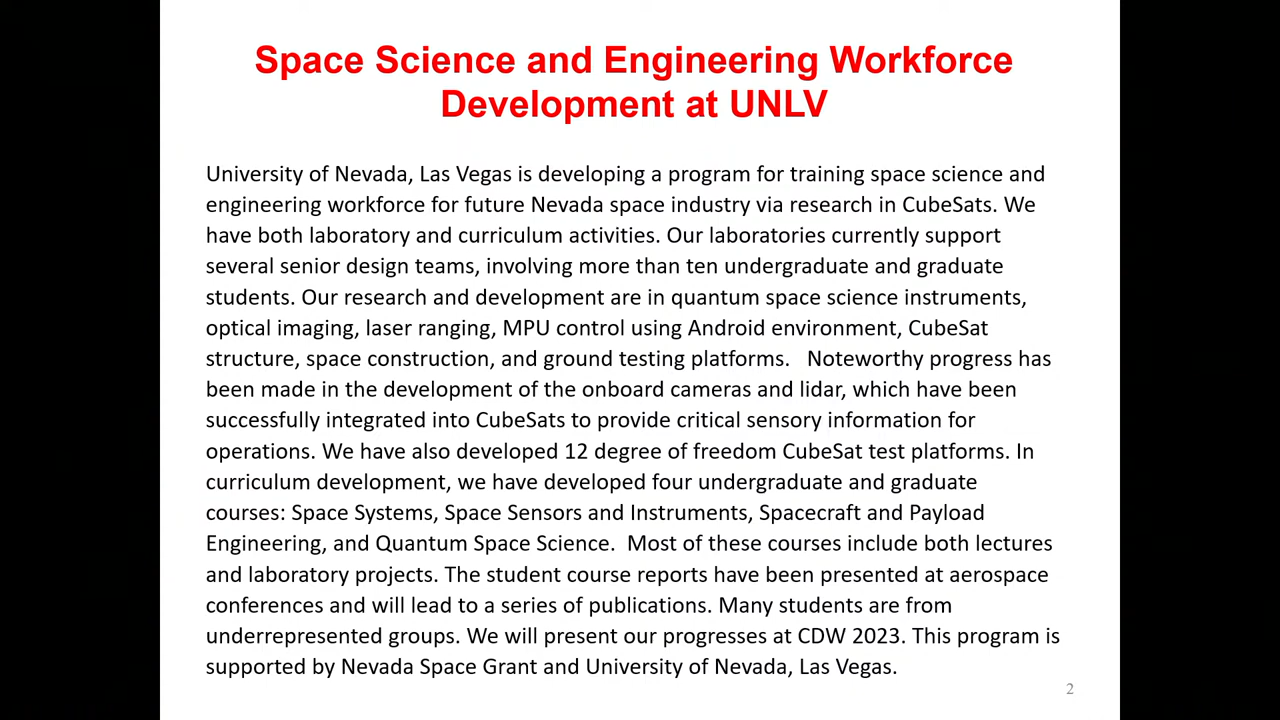 Space Science and Engineering Workforce
Development at UNLV
University of Nevada, Las Vegas is developing a program for training space science and
engineering workforce for future Nevada space industry via research in CubeSats. We
have both laboratory and curriculum activities. Our laboratories currently support
several senior design teams, involving more than ten undergraduate and graduate
students. Our research and development are in quantum space science instruments,
optical imaging, laser ranging, MPU control using Android environment, CubeSat
structure, space construction, and ground testing platforms.   Noteworthy progress has
been made in the development of the onboard cameras and lidar, which have been
successfully integrated into CubeSats to provide critical sensory information for
operations. We have also developed 12 degree of freedom CubeSat test platforms. In
curriculum development, we have developed four undergraduate and graduate
courses: Space Systems, Space Sensors and Instruments, Spacecraft and Payload
Engineering, and Quantum Space Science.  Most of these courses include both lectures
and laboratory projects. The student course reports have been presented at aerospace
conferences and will lead to a series of publications. Many students are from
underrepresented groups. We will present our progresses at CDW 2023. This program is
supported by Nevada Space Grant and University of Nevada, Las Vegas.
2